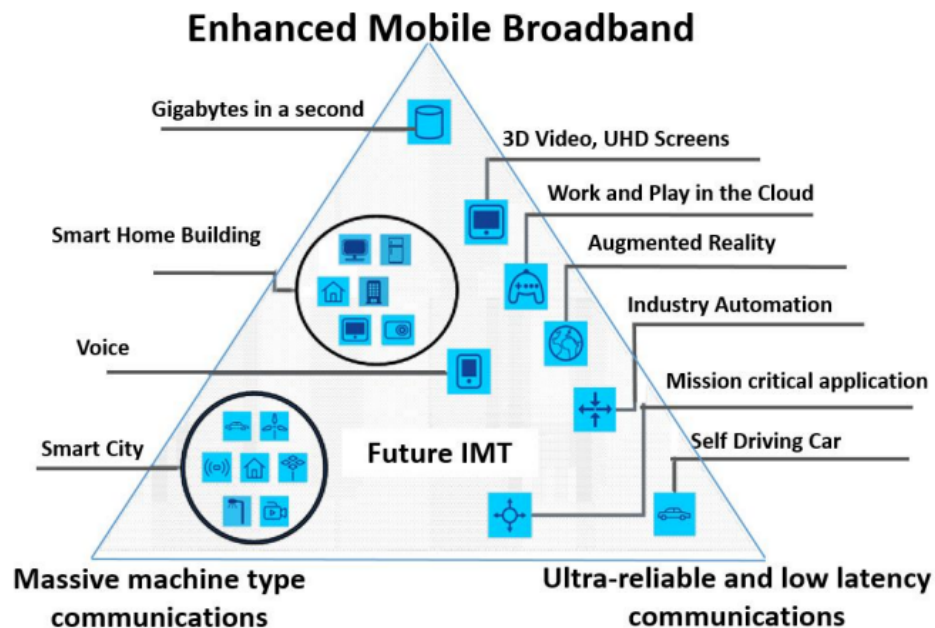 Enhanced Mobile Broadband
Gigabytes in a second
3D Video, UHD Screens
Work and Play in the Cloud
Smart Home Building
Augmented Reality
Industry Automation
Voice
Mission critical application
Smart City
Future IMT
Self Driving Car
Massive machine type
communications
Ultra-reliable and low latency
communications